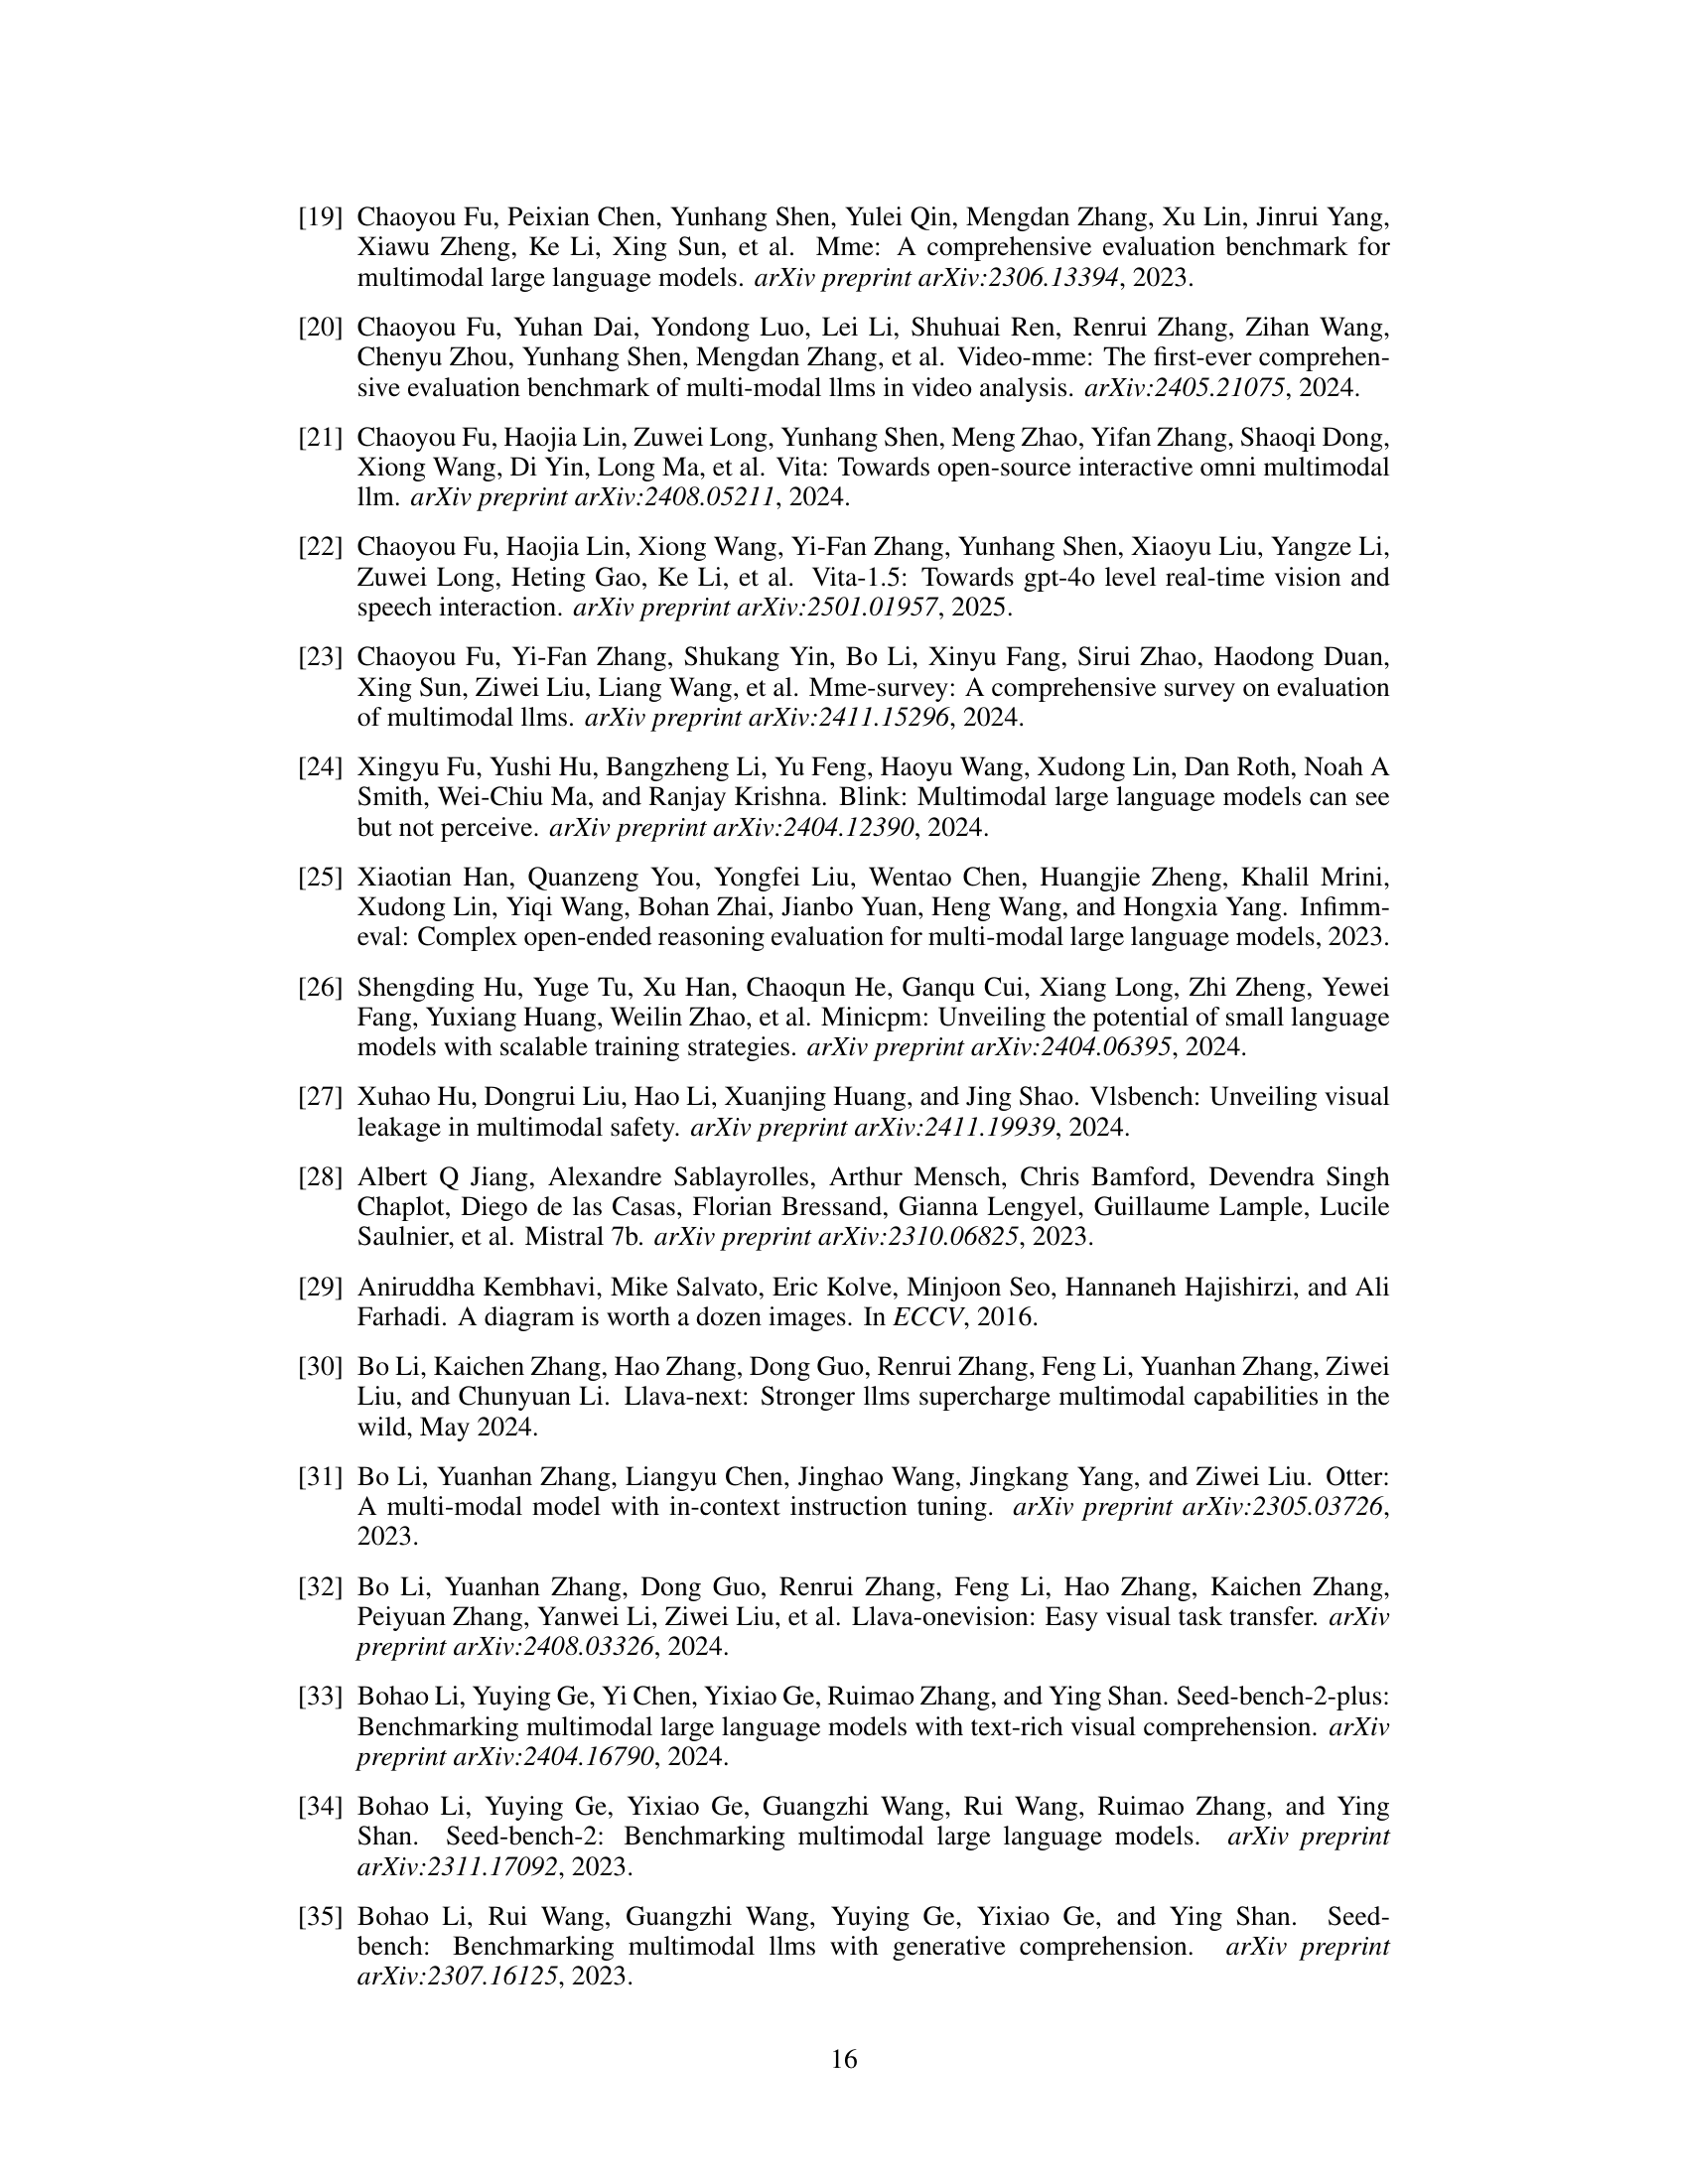 [19] Chaoyou Fu, Peixian Chen, Yunhang Shen, Yulei Qin, Mengdan Zhang, Xu Lin, Jinrui Yang,
Xiawu Zheng, Ke Li, Xing Sun, et al. Mme: A comprehensive evaluation benchmark for
multimodal large language models. arXiv preprint arXiv:2306.13394, 2023.
[20] Chaoyou Fu, Yuhan Dai, Yondong Luo, Lei Li, Shuhuai Ren, Renrui Zhang, Zihan Wang,
Chenyu Zhou, Yunhang Shen, Mengdan Zhang, et al. Video-mme: The first-ever comprehen-
sive evaluation benchmark of multi-modal llms in video analysis. arXiv:2405.21075, 2024.
[21] Chaoyou Fu, Haojia Lin, Zuwei Long, Yunhang Shen, Meng Zhao, Yifan Zhang, Shaoqi Dong,
Xiong Wang, Di Yin, Long Ma, et al. Vita: Towards open-source interactive omni multimodal
llm. arXiv preprint arXiv:2408.05211, 2024.
[22] Chaoyou Fu, Haojia Lin, Xiong Wang, Yi-Fan Zhang, Yunhang Shen, Xiaoyu Liu, Yangze Li,
Zuwei Long, Heting Gao, Ke Li, et al. Vita-1.5: Towards gpt-4o level real-time vision and
speech interaction. arXiv preprint arXiv:2501.01957, 2025.
[23] Chaoyou Fu, Yi-Fan Zhang, Shukang Yin, Bo Li, Xinyu Fang, Sirui Zhao, Haodong Duan,
Xing Sun, Ziwei Liu, Liang Wang, et al. Mme-survey: A comprehensive survey on evaluation
of multimodal llms. arXiv preprint arXiv:2411.15296, 2024.
[24] Xingyu Fu, Yushi Hu, Bangzheng Li, Yu Feng, Haoyu Wang, Xudong Lin, Dan Roth, Noah A
Smith, Wei-Chiu Ma, and Ranjay Krishna. Blink: Multimodal large language models can see
but not perceive. arXiv preprint arXiv:2404.12390, 2024.
[25] Xiaotian Han, Quanzeng You, Yongfei Liu, Wentao Chen, Huangjie Zheng, Khalil Mrini,
Xudong Lin, Yiqi Wang, Bohan Zhai, Jianbo Yuan, Heng Wang, and Hongxia Yang. Infimm-
eval: Complex open-ended reasoning evaluation for multi-modal large language models, 2023.
[26] Shengding Hu, Yuge Tu, Xu Han, Chaoqun He, Ganqu Cui, Xiang Long, Zhi Zheng, Yewei
Fang, Yuxiang Huang, Weilin Zhao, et al. Minicpm: Unveiling the potential of small language
models with scalable training strategies. arXiv preprint arXiv:2404.06395, 2024.
[27] Xuhao Hu, Dongrui Liu, Hao Li, Xuanjing Huang, and Jing Shao. Vlsbench: Unveiling visual
leakage in multimodal safety. arXiv preprint arXiv:2411.19939, 2024.
[28] Albert Q Jiang, Alexandre Sablayrolles, Arthur Mensch, Chris Bamford, Devendra Singh
Chaplot, Diego de las Casas, Florian Bressand, Gianna Lengyel, Guillaume Lample, Lucile
Saulnier, et al. Mistral 7b. arXiv preprint arXiv:2310.06825, 2023.
[29] Aniruddha Kembhavi, Mike Salvato, Eric Kolve, Minjoon Seo, Hannaneh Hajishirzi, and Ali
Farhadi. A diagram is worth a dozen images. In ECCV, 2016.
[30] Bo Li, Kaichen Zhang, Hao Zhang, Dong Guo, Renrui Zhang, Feng Li, Yuanhan Zhang, Ziwei
Liu, and Chunyuan Li. Llava-next: Stronger llms supercharge multimodal capabilities in the
wild, May 2024.
[31] Bo Li, Yuanhan Zhang, Liangyu Chen, Jinghao Wang, Jingkang Yang, and Ziwei Liu. Otter:
A multi-modal model with in-context instruction tuning. arXiv preprint arXiv:2305.03726,
2023.
[32] Bo Li, Yuanhan Zhang, Dong Guo, Renrui Zhang, Feng Li, Hao Zhang, Kaichen Zhang,
Peiyuan Zhang, Yanwei Li, Ziwei Liu, et al. Llava-onevision: Easy visual task transfer. arXiv
preprint arXiv:2408.03326, 2024.
[33] Bohao Li, Yuying Ge, Yi Chen, Yixiao Ge, Ruimao Zhang, and Ying Shan. Seed-bench-2-plus:
Benchmarking multimodal large language models with text-rich visual comprehension. arXiv
preprint arXiv:2404.16790, 2024.
[34] Bohao Li, Yuying Ge, Yixiao Ge, Guangzhi Wang, Rui Wang, Ruimao Zhang, and Ying
Shan. Seed-bench-2: Benchmarking multimodal large language models. arXiv preprint
arXiv:2311.17092, 2023.
[35] Bohao Li, Rui Wang, Guangzhi Wang, Yuying Ge, Yixiao Ge, and Ying Shan. Seed-
bench: Benchmarking multimodal llms with generative comprehension. arXiv preprint
arXiv:2307.16125, 2023.
16